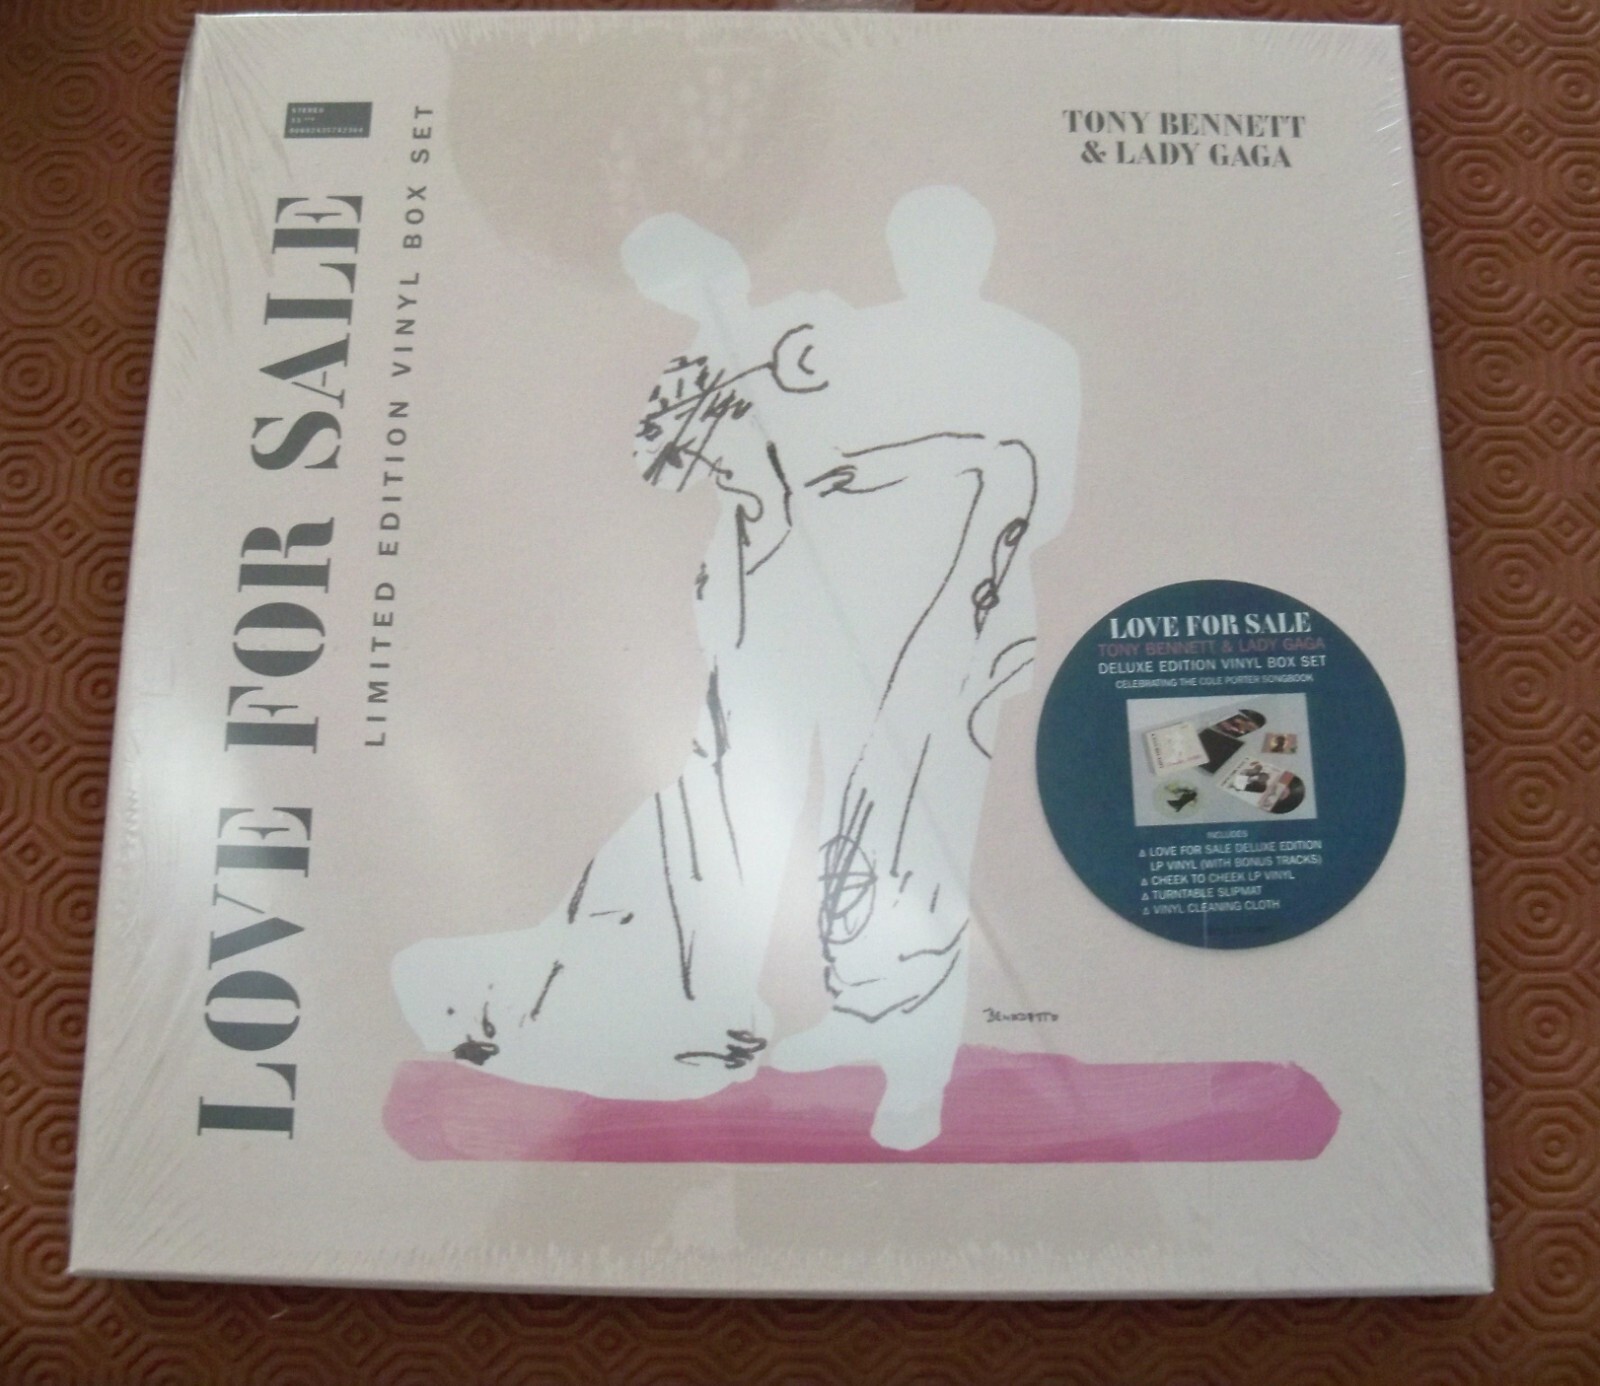 STEREO
LOVE FOR SALE
LIMITED EDITION VINYL BOX SET
TONY BENNETT
& LADY GAGA
LOVE FOR SALE
TONY BENNETT & LADY GAGA
DELUXE EDITION VINYL BOX SET
CELEBRATING THE COLE PORTER SONGBOOK
INCLUDES
LOVE FOR SALE DELUXE EDITION
LP VINYL (WITH BONUS TRACKS)
CHEEK TO CHEEK LP VINYL
TURNTABLE SLIPMAT
VINYL CLEANING CLOTH
BENEDETTO